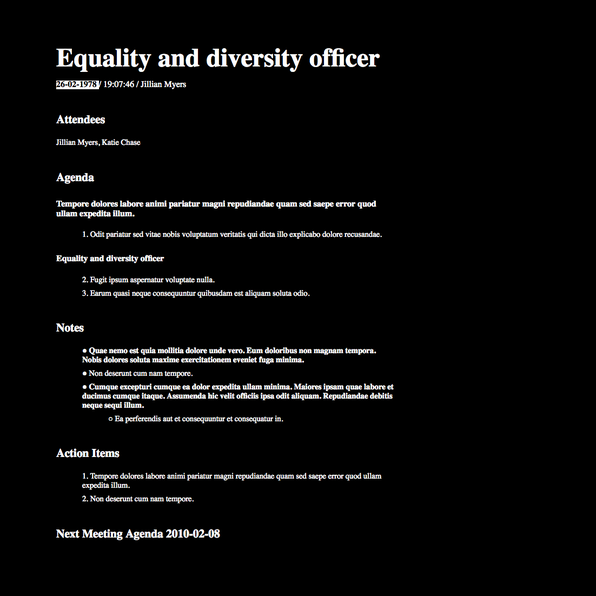 Equality and diversity officer
26-02-1978 / 19:07:46 / Jillian Myers
Attendees
Jillian Myers, Katie Chase
Agenda
Tempore dolores labore animi pariatur magni repudiandae quam sed saepe error quod
ullam expedita illum.
1. Odit pariatur sed vitae nobis voluptatum veritatis qui dicta illo explicabo dolore recusandae.
Equality and diversity officer
2. Fugit ipsum aspernatur voluptate nulla.
3. Earum quasi neque consequuntur quibusdam est aliquam soluta odio.
Notes
● Quae nemo est quia mollitia dolore unde vero. Eum doloribus non magnam tempora.
Nobis dolores soluta maxime exercitationem eveniet fuga minima.
● Non deserunt cum nam tempore.
● Cumque excepturi cumque ea dolor expedita ullam minima. Maiores ipsam quae labore et
ducimus cumque itaque. Assumenda hic velit officiis ipsa odit aliquam. Repudiandae debitis
neque sequi illum.
○ Ea perferendis aut et consequuntur et consequatur in.
Action Items
1. Tempore dolores labore animi pariatur magni repudiandae quam sed saepe error quod ullam
expedita illum.
2. Non deserunt cum nam tempore.
Next Meeting Agenda 2010-02-08